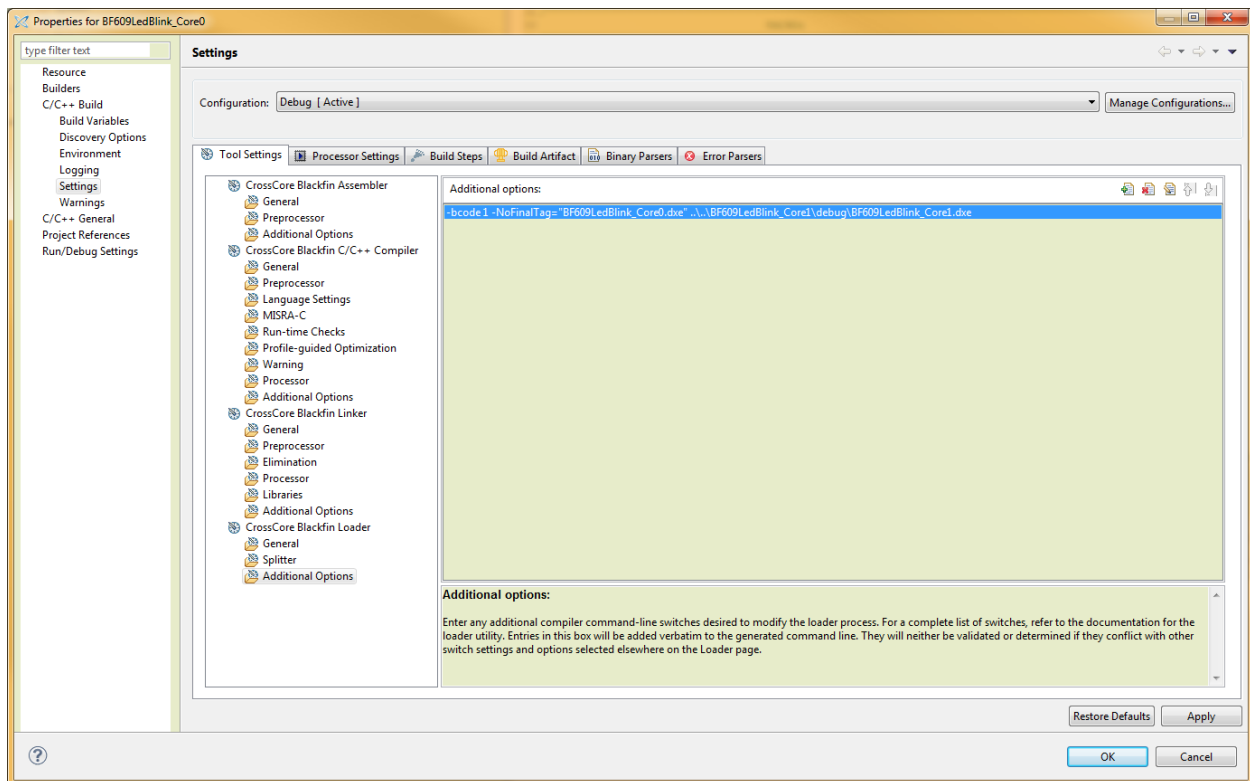 Properties for BF609LedBlink_Core0
type filter text
Resource
Builders
C/C++ Build
Build Variables
Discovery Options
Environment
Logging
Settings
Warnings
C/C++ General
Project References
Run/Debug Settings
Settings
Configuration: Debug [ Active ]
Manage Configurations...
Tool Settings
Processor Settings
Build Steps
Build Artifact
Binary Parsers
Error Parsers
CrossCore Blackfin Assembler
General
Preprocessor
Additional Options
CrossCore Blackfin C/C++ Compiler
General
Preprocessor
Language Settings
MISRA-C
Run-time Checks
Profile-guided Optimization
Warning
Processor
Additional Options
CrossCore Blackfin Linker
General
Preprocessor
Elimination
Processor
Libraries
Additional Options
CrossCore Blackfin Loader
General
Splitter
Additional Options
Additional options:
-bcode 1 -NoFinalTag="BF609LedBlink_Core0.dxe" ..\..\BF609LedBlink_Core1\debug\BF609LedBlink_Core1.dxe
Additional options:
Enter any additional compiler command-line switches desired to modify the loader process. For a complete list of switches, refer to the documentation for the
loader utility. Entries in this box will be added verbatim to the generated command line. They will neither be validated or determined if they conflict with other
switch settings and options selected elsewhere on the Loader page.
Restore Defaults
Apply
OK
Cancel